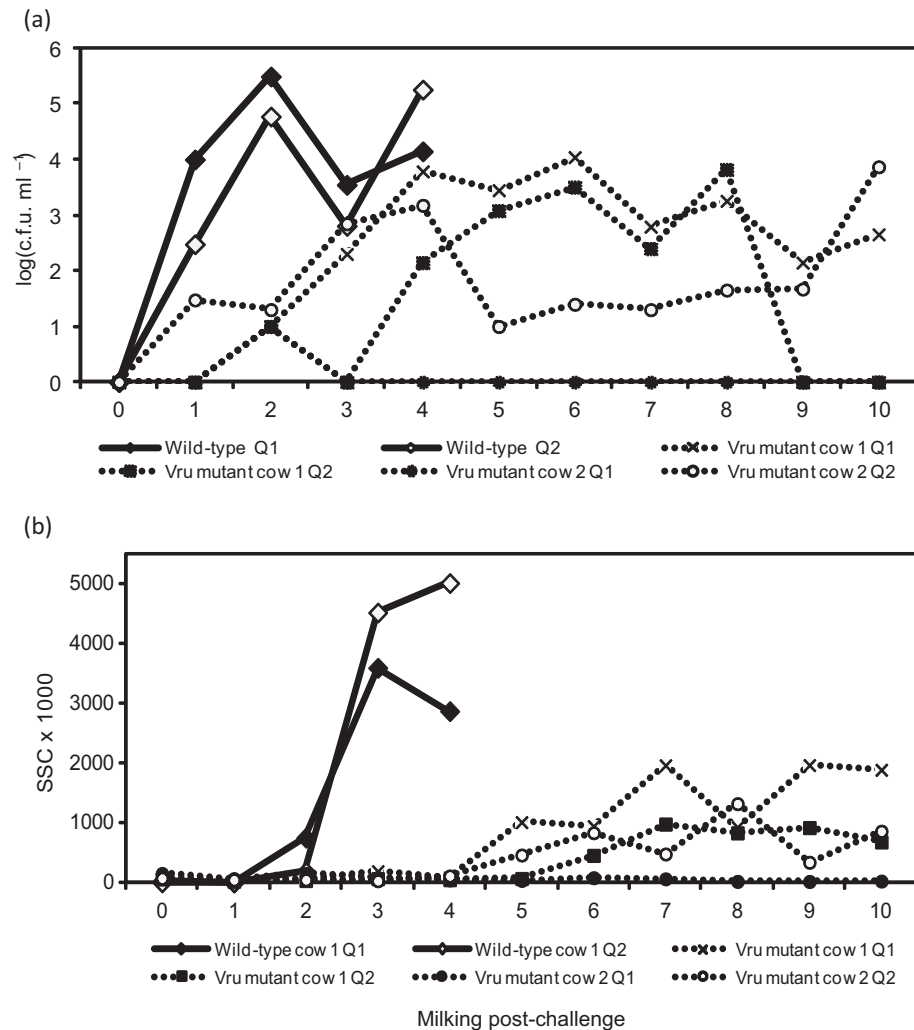 (a)
6
5
4
3
2
1
0
log(c.f.u. ml⁻¹)
0 1 2 3 4 5 6 7 8 9 10
Wild-type Q1 Wild-type Q2 Vru mutant cow 1 Q1
Vru mutant cow 1 Q2 Vru mutant cow 2 Q1 Vru mutant cow 2 Q2
(b)
5000
4000
3000
2000
1000
0
SSC x 1000
0 1 2 3 4 5 6 7 8 9 10
Wild-type cow 1 Q1 Wild-type cow 1 Q2 Vru mutant cow 1 Q1
Vru mutant cow 1 Q2 Vru mutant cow 2 Q1 Vru mutant cow 2 Q2
Milking post-challenge